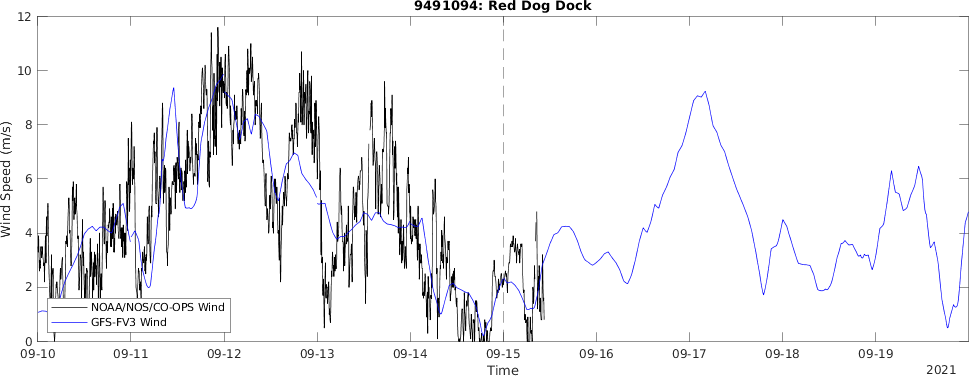 9491094: Red Dog Dock
12
10
8
6
4
2
0
Wind Speed (m/s)
NOAA/NOS/CO-OPS Wind
GFS-FV3 Wind
09-10 09-11 09-12 09-13 09-14 09-15 09-16 09-17 09-18 09-19
Time
2021